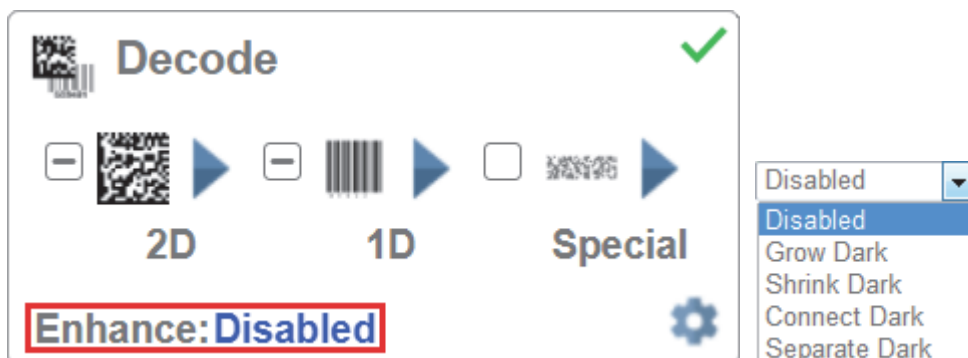 Decode
2D
1D
Special
Enhance:Disabled
Disabled
Disabled
Grow Dark
Shrink Dark
Connect Dark
Separate Dark